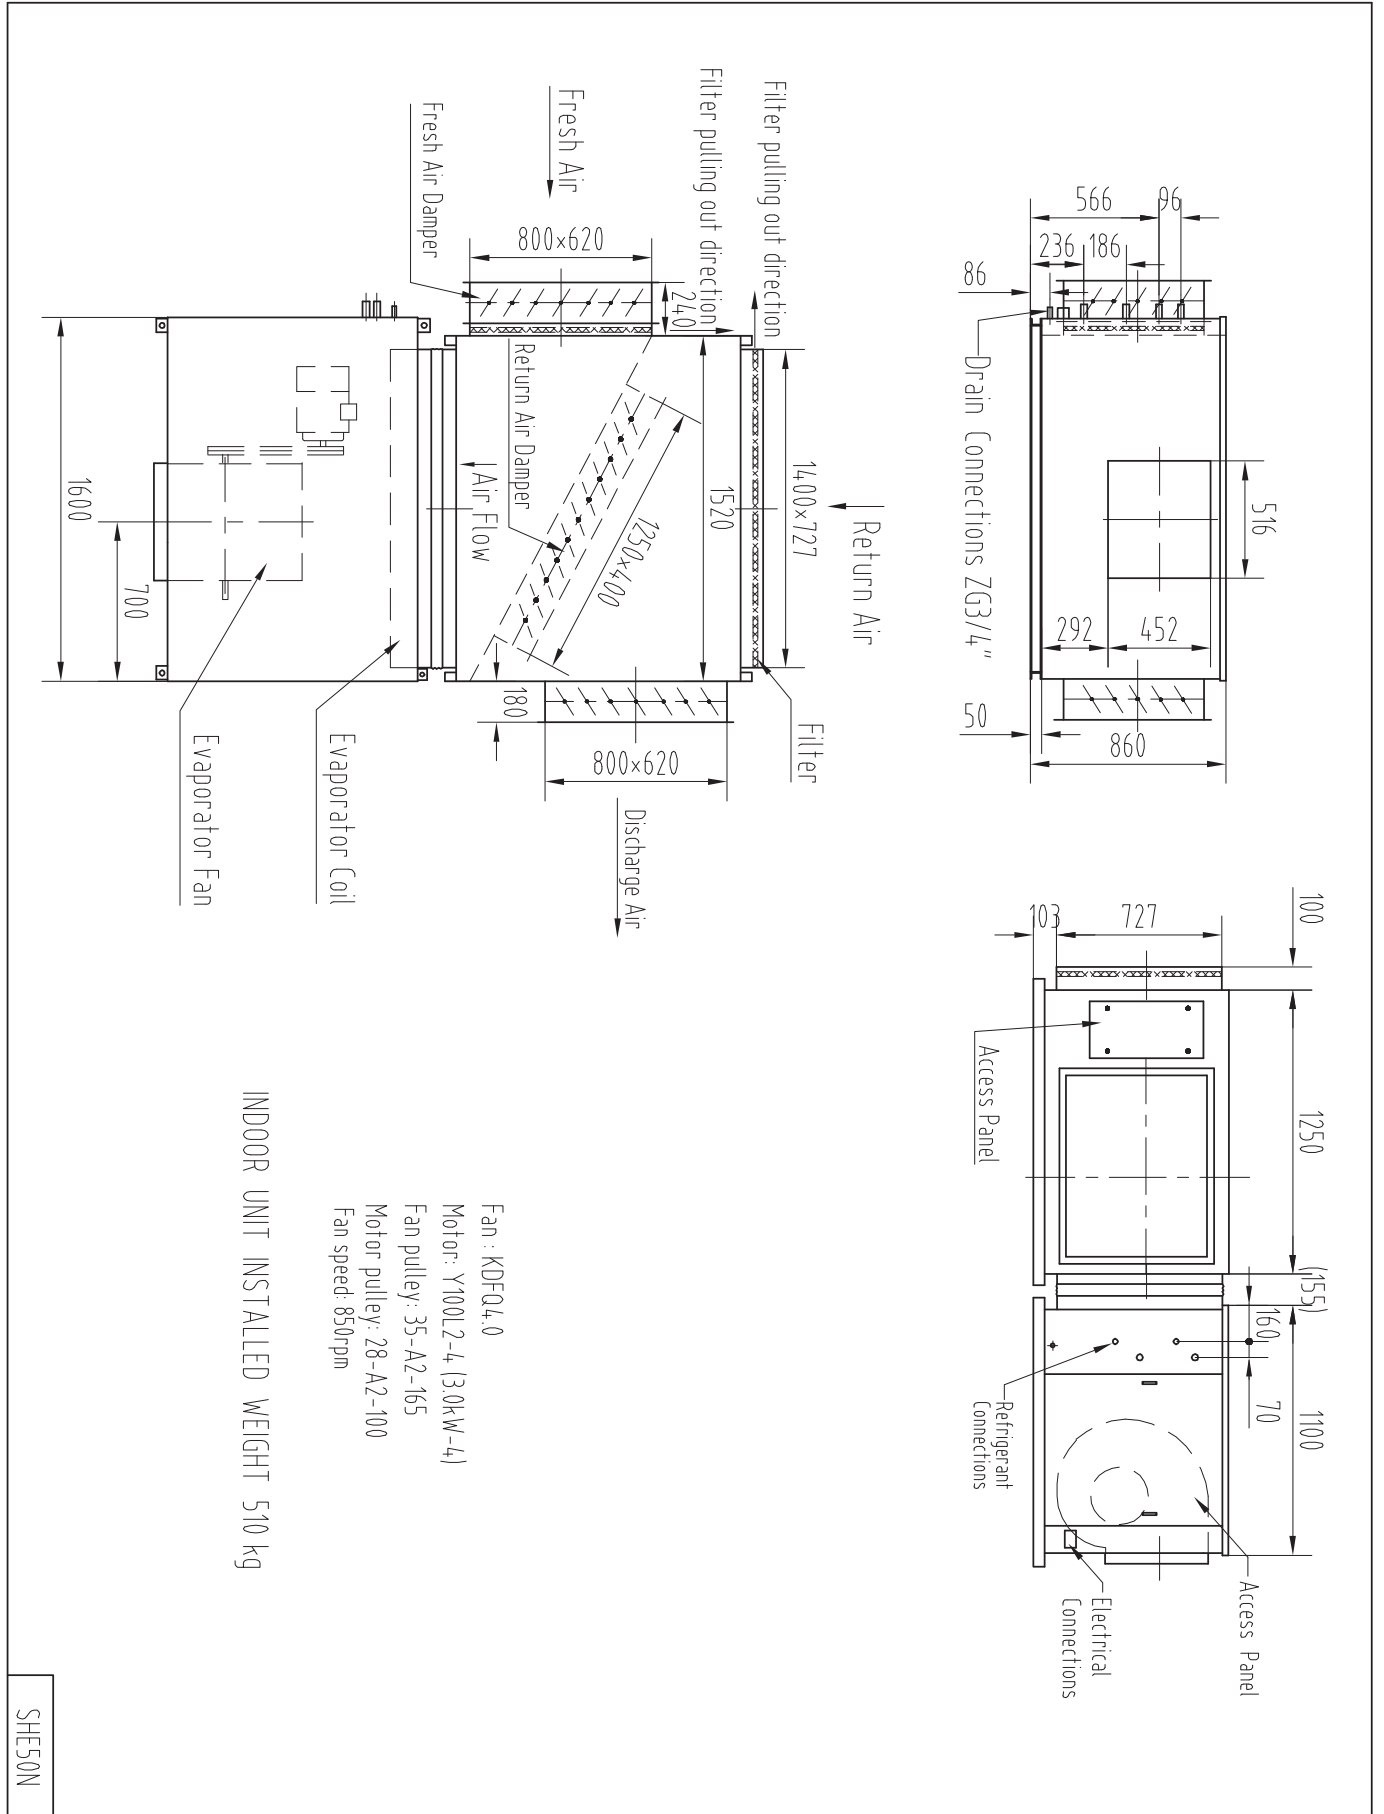 566
96
236
186
86
Drain Connections ZG3/4"
516
292
452
50
860
100
103
727
Access Panel
1250
(155)
160
70
1100
Refrigerant
Connections
Access Panel
Electrical
Connections
Filter pulling out direction
Filter pulling out direction
Fresh Air
Fresh Air Damper
800×620
240
Return Air Damper
Air Flow
1520
1400×727
Return Air
1250×400
180
800×620
Filter
Discharge Air
1600
700
Evaporator Coil
Evaporator Fan
Fan : KDFQ4.0
Motor: Y100L2-4 (3.0kW-4)
Fan pulley: 35-A2-165
Motor pulley: 28-A2-100
Fan speed: 850rpm
INDOOR UNIT INSTALLED WEIGHT 510 kg
SHE50N